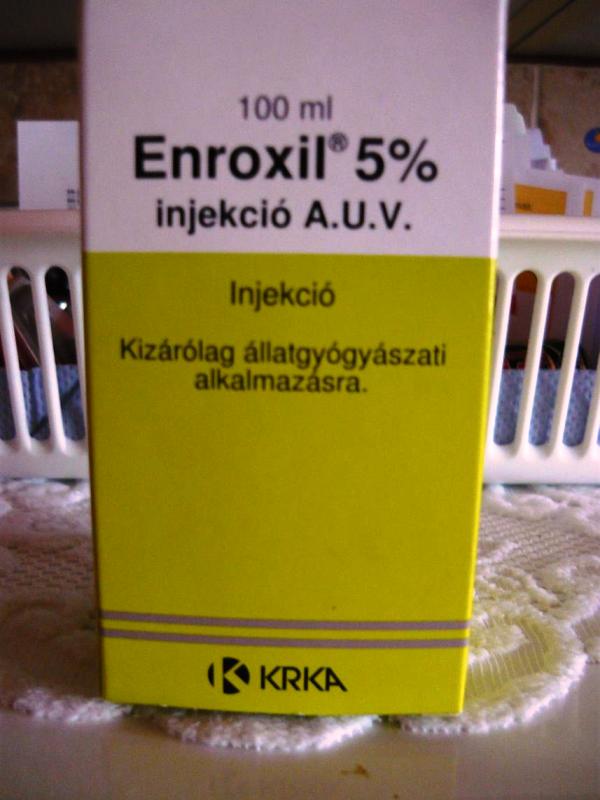 100 ml
Enroxil® 5%
injekció A.U.V.
Injekció
Kizárólag állatgyógyászati
alkalmazásra.
KRKA